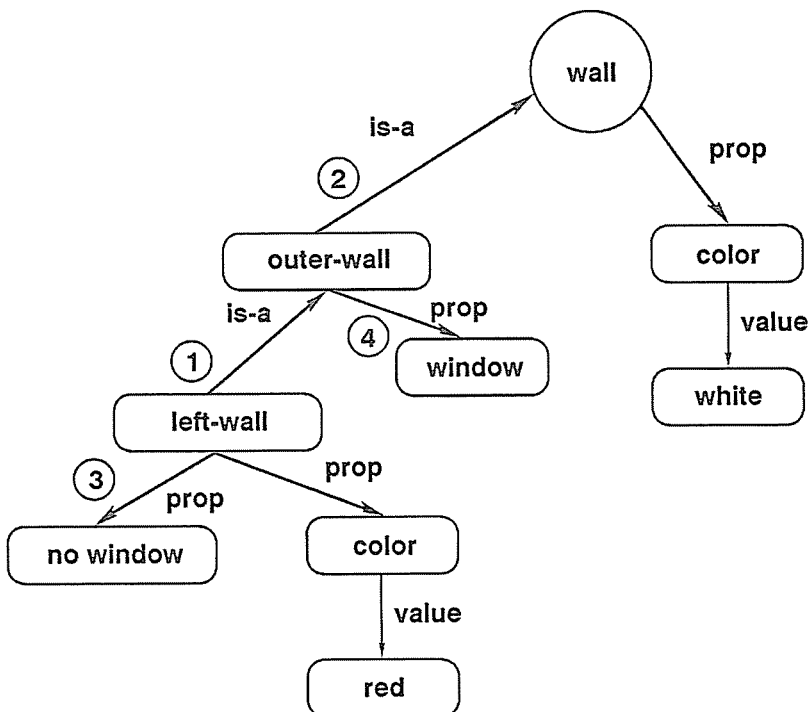 wall
is-a
prop
2
outer-wall
color
is-a
prop
value
4
1
window
white
left-wall
3
prop
prop
no window
color
value
red